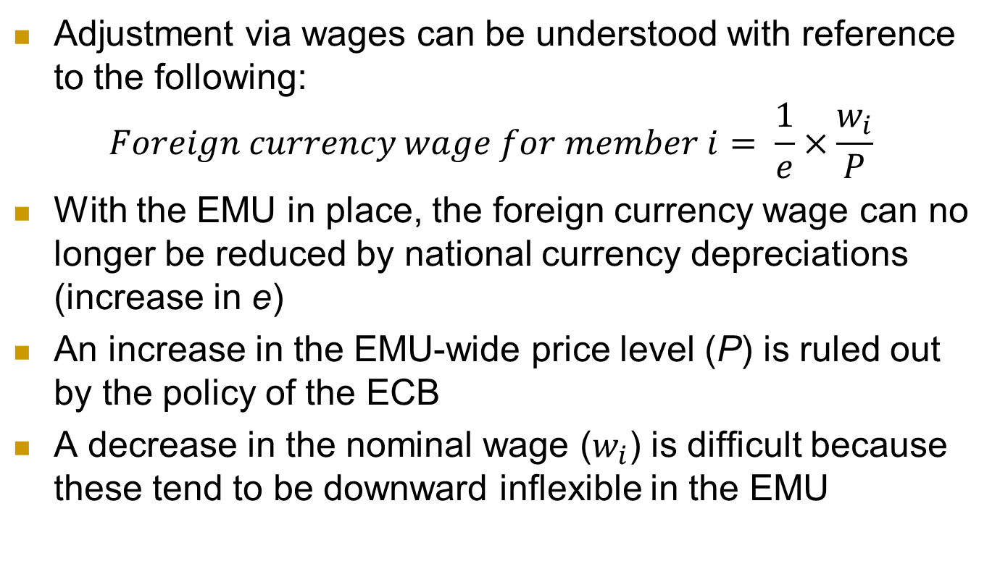 Adjustment via wages can be understood with reference
to the following:
Foreign currency wage for member i = 1/e × w_i/P
With the EMU in place, the foreign currency wage can no
longer be reduced by national currency depreciations
(increase in e)
An increase in the EMU-wide price level (P) is ruled out
by the policy of the ECB
A decrease in the nominal wage (w_i) is difficult because
these tend to be downward inflexible in the EMU